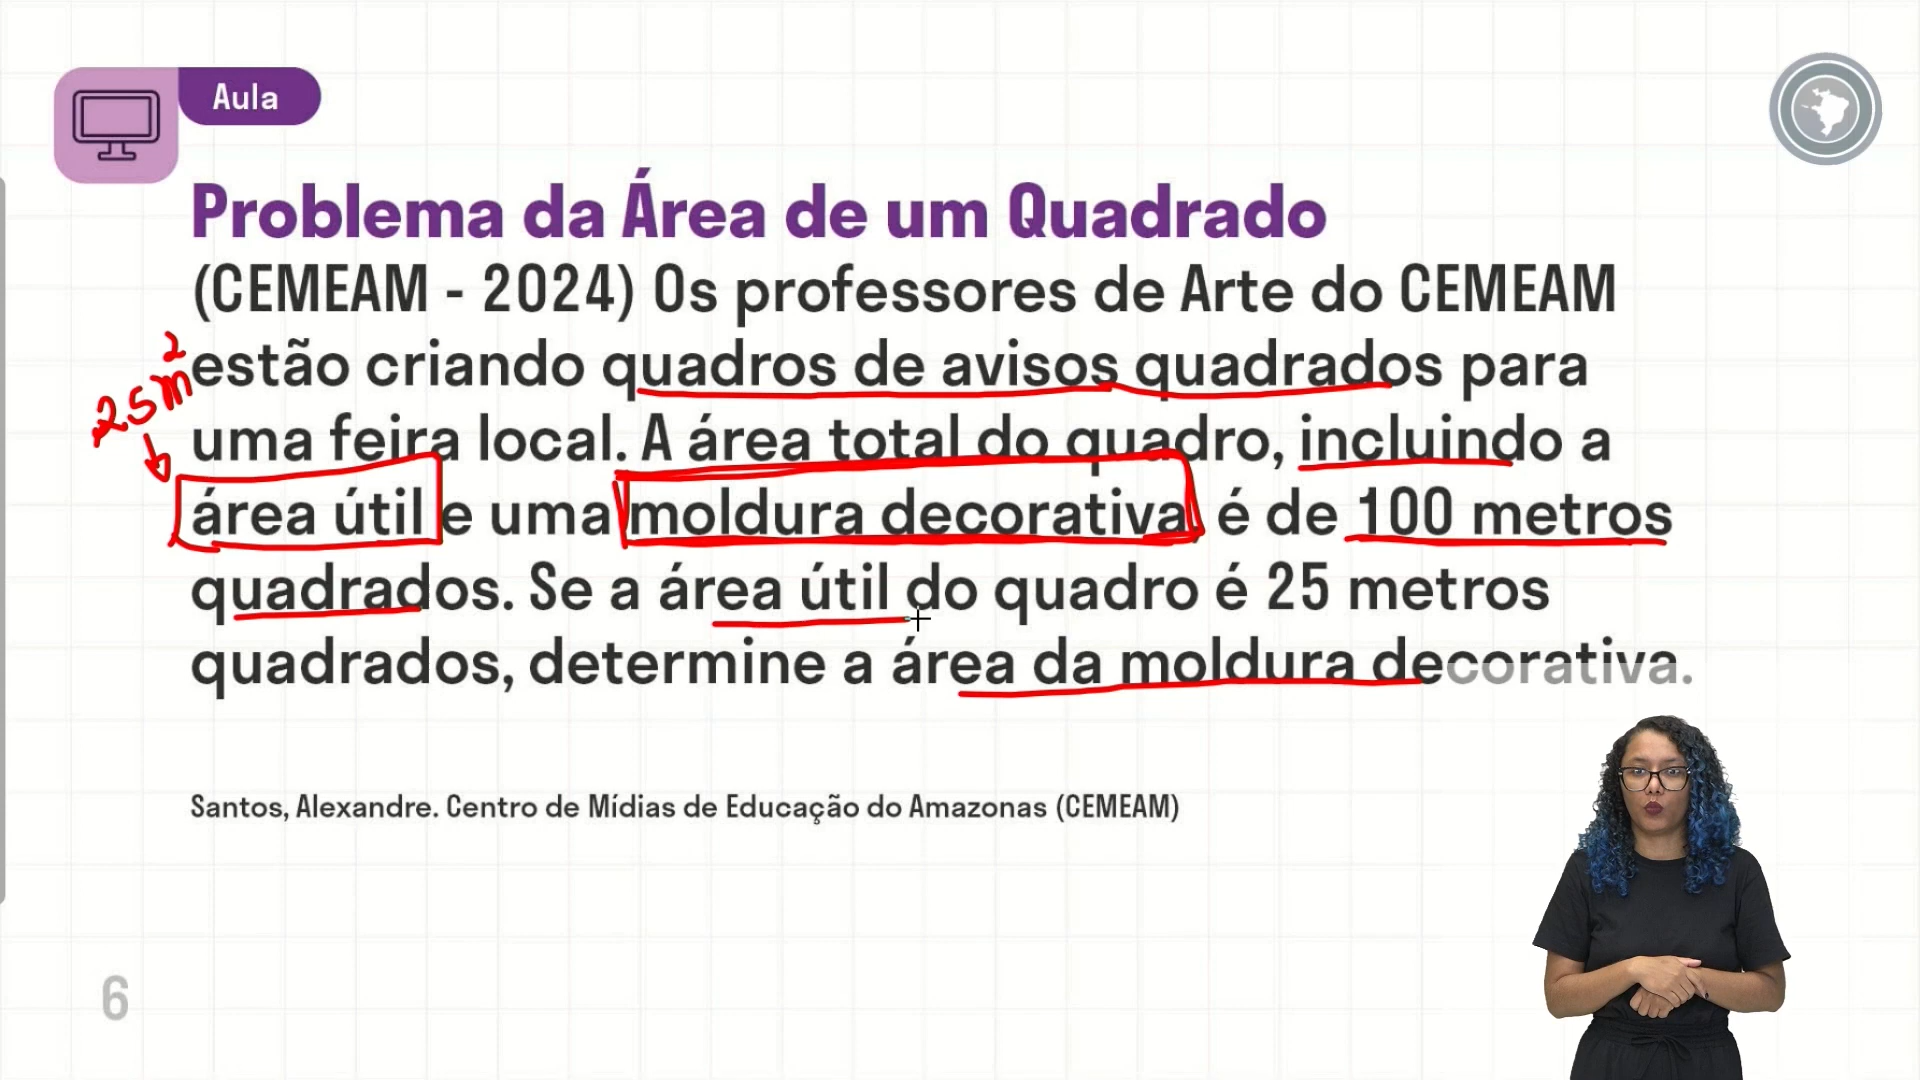 Aula
Problema da Área de um Quadrado
(CEMEAM - 2024) Os professores de Arte do CEMEAM
estão criando quadros de avisos quadrados para
uma feira local. A área total do quadro, incluindo a
área útil e uma moldura decorativa, é de 100 metros
quadrados. Se a área útil do quadro é 25 metros
quadrados, determine a área da moldura decorativa.
25m²
Santos, Alexandre. Centro de Mídias de Educação do Amazonas (CEMEAM)
6